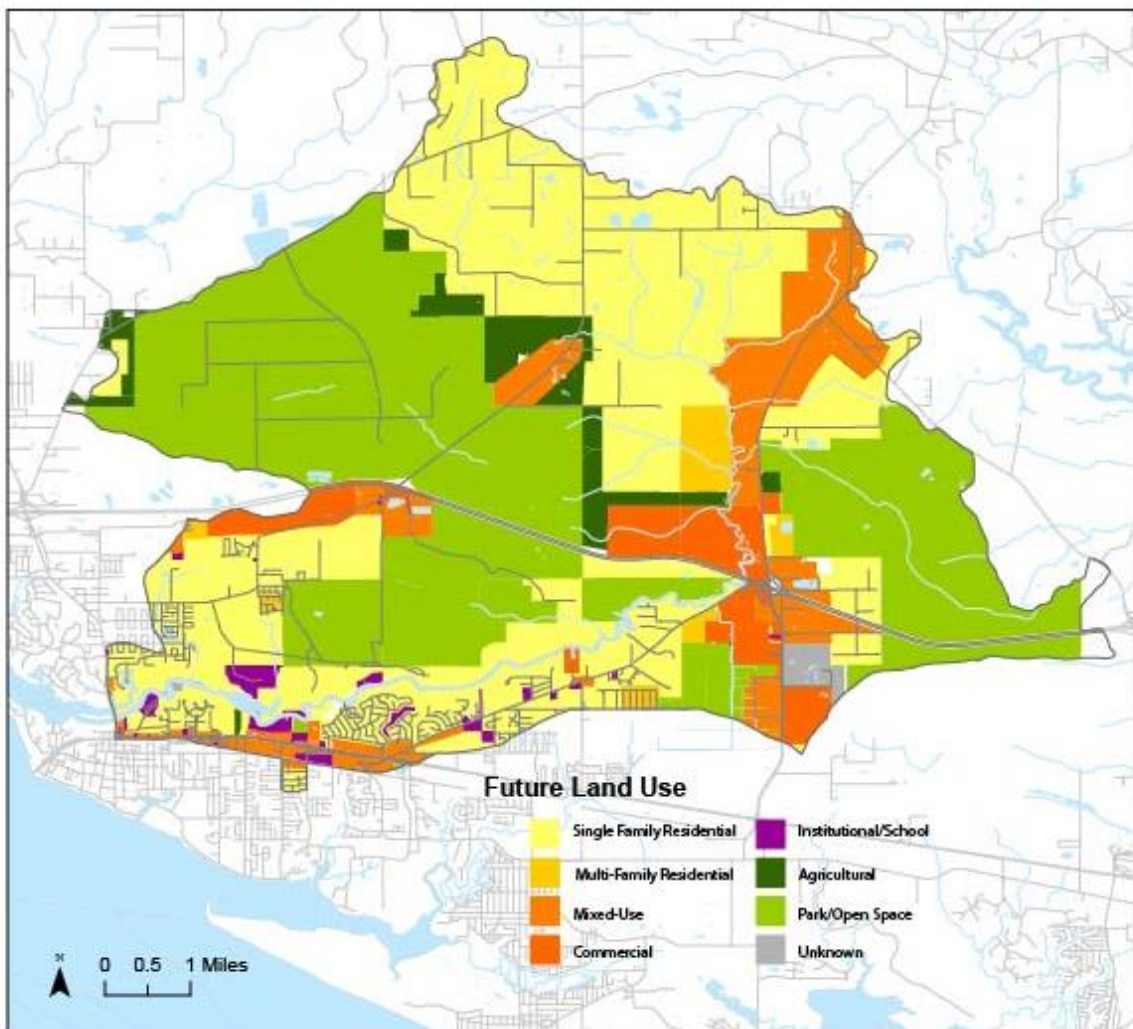 Future Land Use
Single Family Residential
Multi-Family Residential
Mixed-Use
Commercial
Institutional/School
Agricultural
Park/Open Space
Unknown
N
0 0.5 1 Miles